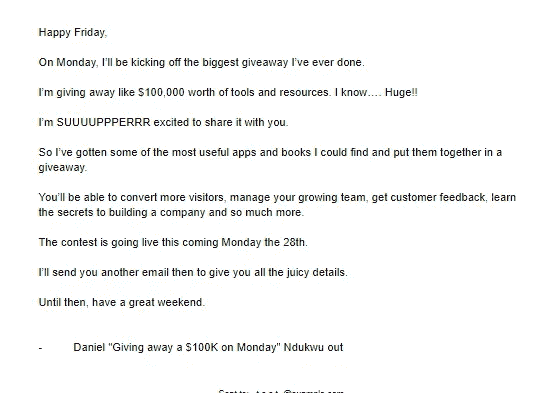 Happy Friday,
On Monday, I'll be kicking off the biggest giveaway I've ever done.
I'm giving away like $100,000 worth of tools and resources. I know.... Huge!!
I'm SUUUUPPPERRR excited to share it with you.
So I've gotten some of the most useful apps and books I could find and put them together in a
giveaway.
You'll be able to convert more visitors, manage your growing team, get customer feedback, learn
the secrets to building a company and so much more.
The contest is going live this coming Monday the 28th.
I'll send you another email then to give you all the juicy details.
Until then, have a great weekend.
- Daniel "Giving away a $100K on Monday" Ndukwu out